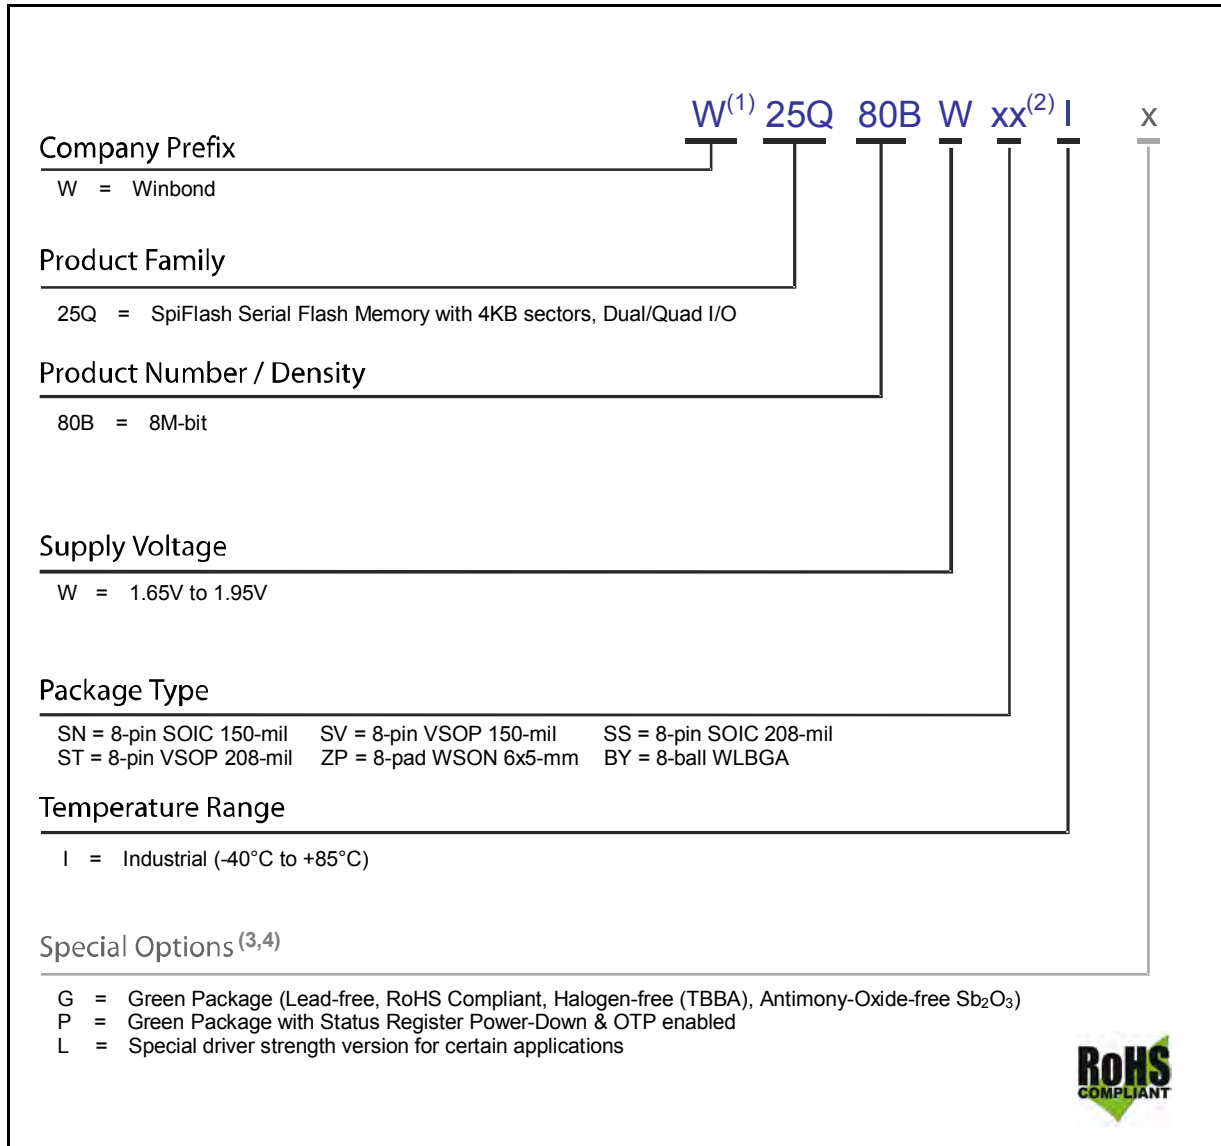 W(1) 25Q 80B W xx(2) I x
Company Prefix
W = Winbond
Product Family
25Q = SpiFlash Serial Flash Memory with 4KB sectors, Dual/Quad I/O
Product Number / Density
80B = 8M-bit
Supply Voltage
W = 1.65V to 1.95V
Package Type
SN = 8-pin SOIC 150-mil SV = 8-pin VSOP 150-mil SS = 8-pin SOIC 208-mil
ST = 8-pin VSOP 208-mil ZP = 8-pad WSON 6x5-mm BY = 8-ball WLBGA
Temperature Range
I = Industrial (-40°C to +85°C)
Special Options (3,4)
G = Green Package (Lead-free, RoHS Compliant, Halogen-free (TBBA), Antimony-Oxide-free Sb₂O₃)
P = Green Package with Status Register Power-Down & OTP enabled
L = Special driver strength version for certain applications
RoHS
COMPLIANT